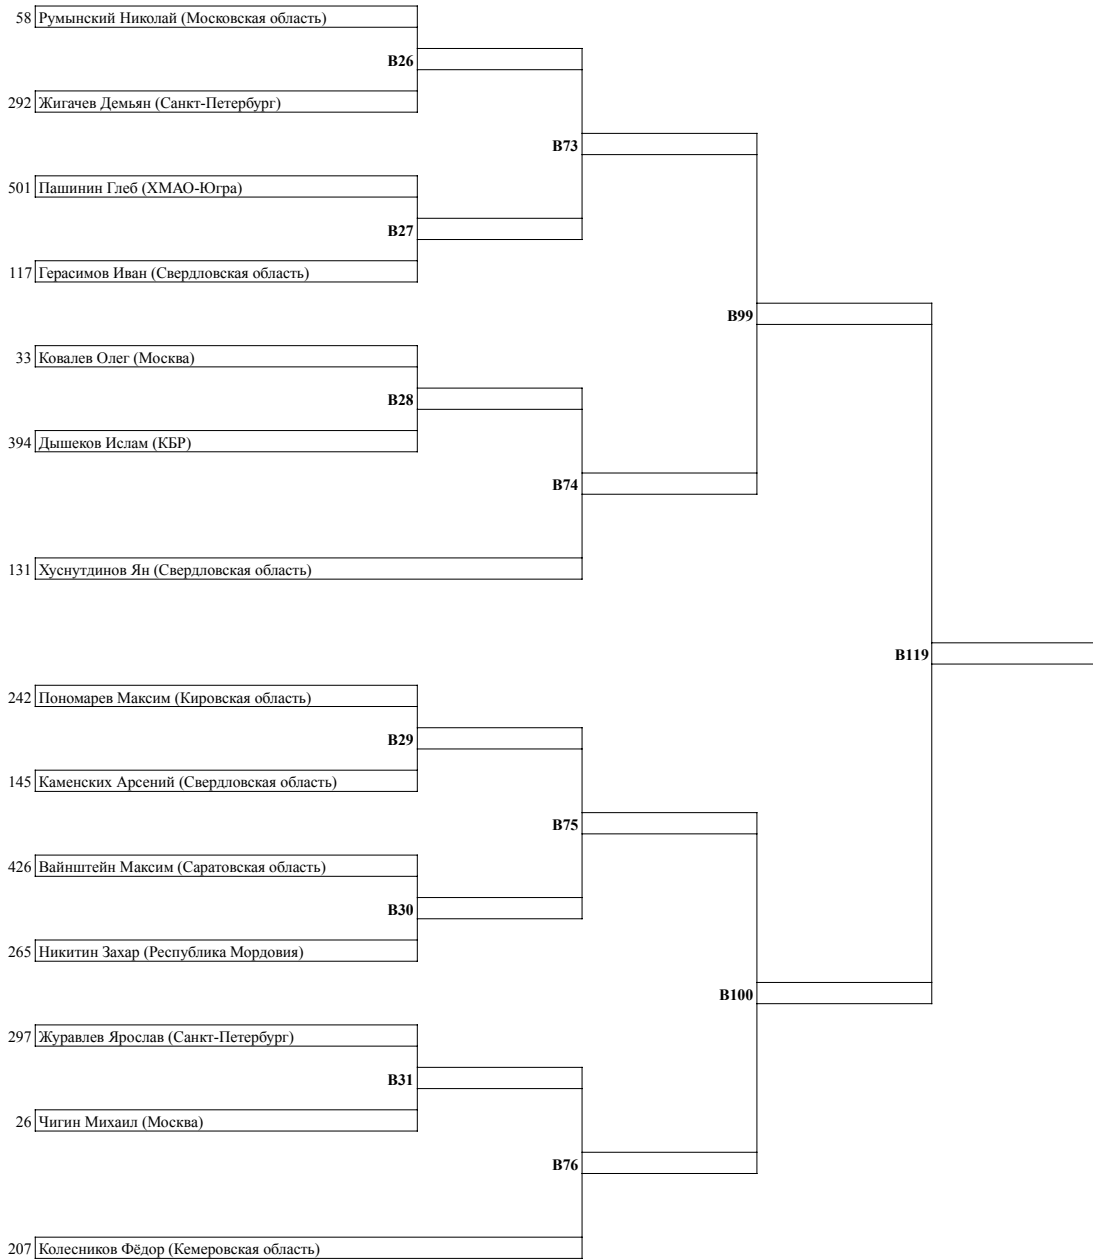 58 Румынский Николай (Московская область)
B26
292 Жигачев Демьян (Санкт-Петербург)
B73
501 Пашинин Глеб (ХМАО-Югра)
B27
117 Герасимов Иван (Свердловская область)
B99
33 Ковалев Олег (Москва)
B28
394 Дышеков Ислам (КБР)
B74
131 Хуснутдинов Ян (Свердловская область)
B119
242 Пономарев Максим (Кировская область)
B29
145 Каменских Арсений (Свердловская область)
B75
426 Вайнштейн Максим (Саратовская область)
B30
265 Никитин Захар (Республика Мордовия)
B100
297 Журавлев Ярослав (Санкт-Петербург)
B31
26 Чигин Михаил (Москва)
B76
207 Колесников Фёдор (Кемеровская область)